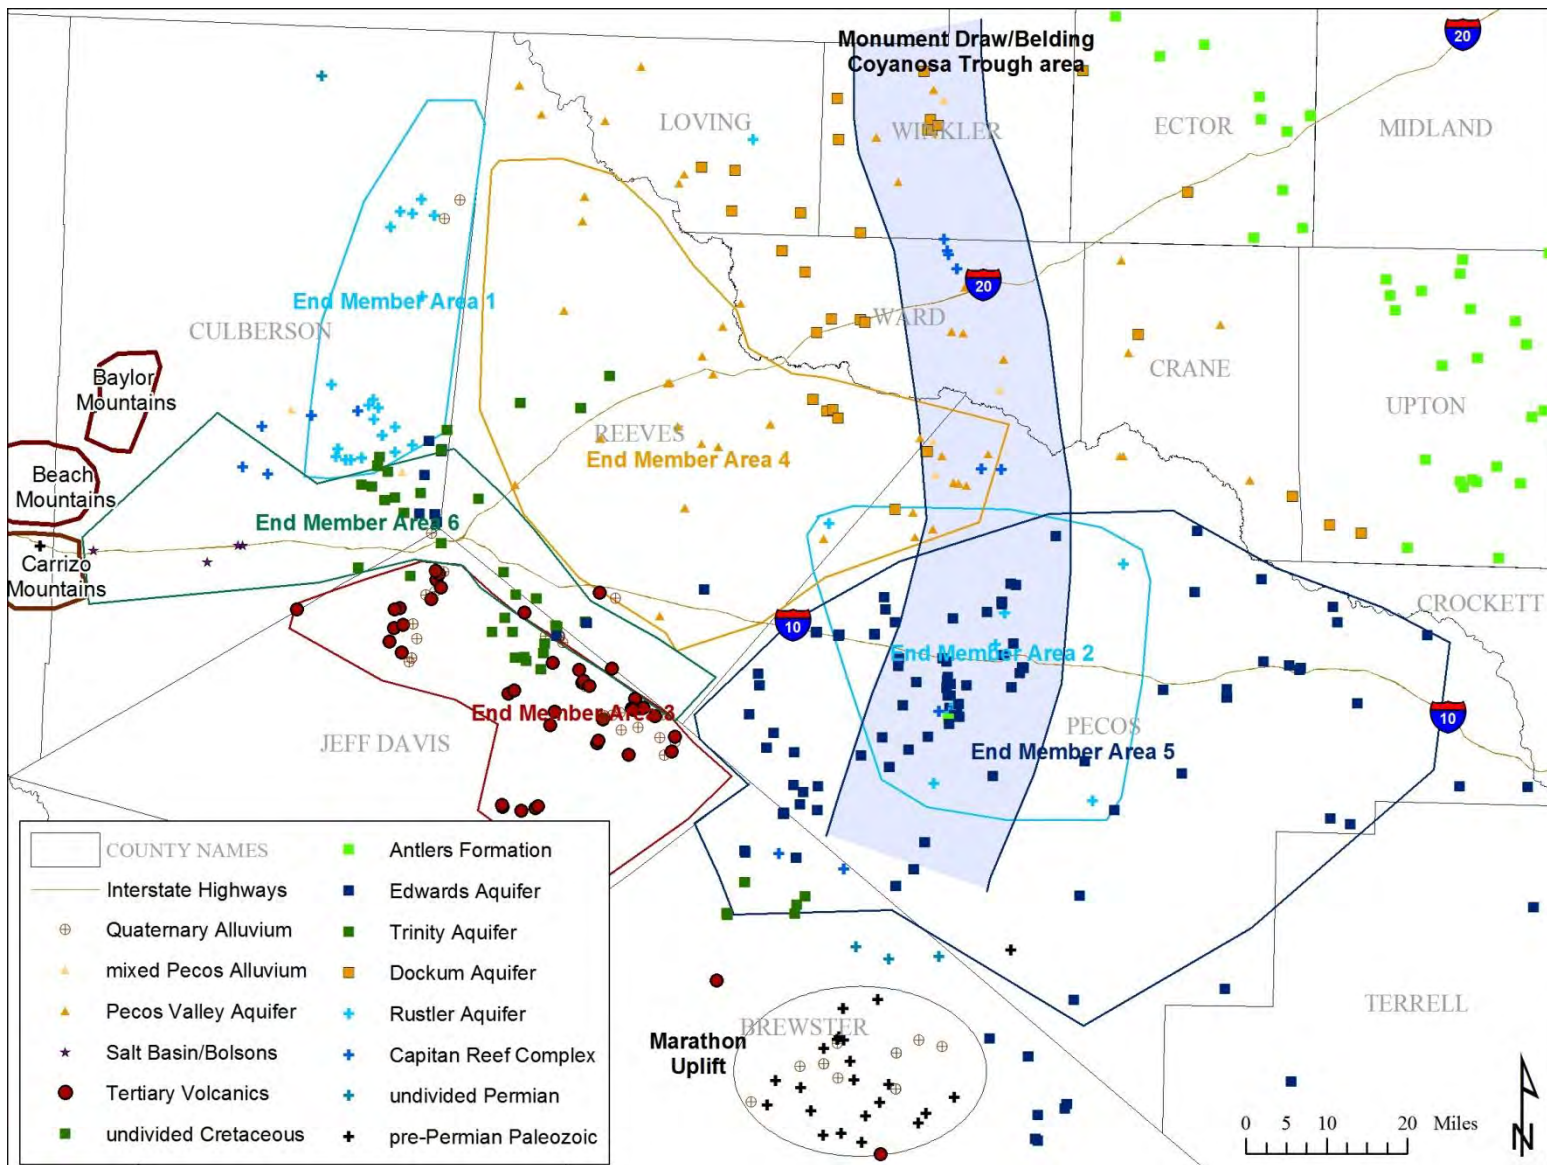 Monument Draw/Belding
Coyanosa Trough area
20
LOVING
WINKLER
ECTOR
MIDLAND
End Member Area 1
20
CULBERSON
WARD
Baylor
Mountains
CRANE
UPTON
REEVES
End Member Area 4
Beach
Mountains
End Member Area 6
Carrizo
Mountains
CROCKETT
10
End Member Area 2
End Member Area 3
10
JEFF DAVIS
PECOS
End Member Area 5
COUNTY NAMES
Interstate Highways
Quaternary Alluvium
mixed Pecos Alluvium
Pecos Valley Aquifer
Salt Basin/Bolsons
Tertiary Volcanics
undivided Cretaceous
Antlers Formation
Edwards Aquifer
Trinity Aquifer
Dockum Aquifer
Rustler Aquifer
Capitan Reef Complex
undivided Permian
pre-Permian Paleozoic
TERRELL
BREWSTER
Marathon
Uplift
0 5 10 20 Miles
N